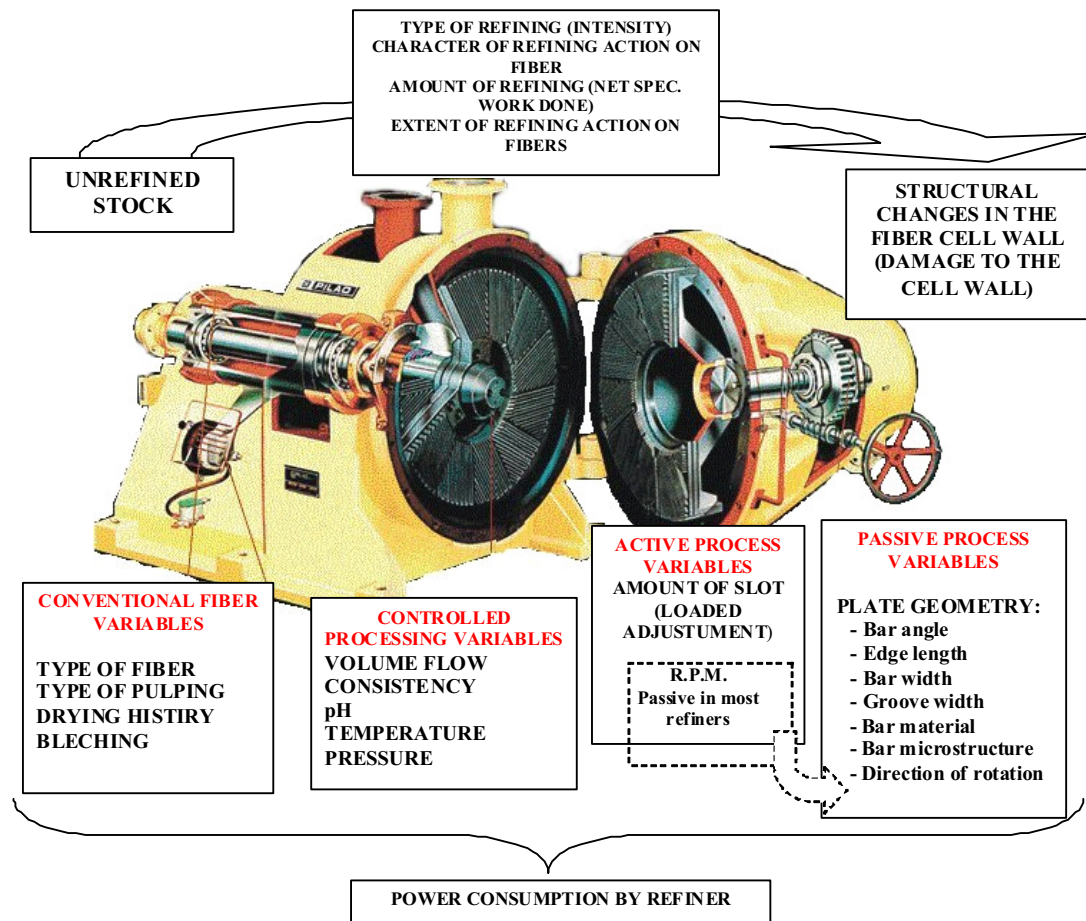 TYPE OF REFINING (INTENSITY)
CHARACTER OF REFINING ACTION ON
FIBER
AMOUNT OF REFINING (NET SPEC.
WORK DONE)
EXTENT OF REFINING ACTION ON
FIBERS
UNREFINED
STOCK
STRUCTURAL
CHANGES IN THE
FIBER CELL WALL
(DAMAGE TO THE
CELL WALL)
PILAO
CONVENTIONAL FIBER
VARIABLES
TYPE OF FIBER
TYPE OF PULPING
DRYING HISTIRY
BLECHING
CONTROLLED
PROCESSING VARIABLES
VOLUME FLOW
CONSISTENCY
pH
TEMPERATURE
PRESSURE
ACTIVE PROCESS
VARIABLES
AMOUNT OF SLOT
(LOADED
ADJUSTUMENT)
R.P.M.
Passive in most
refiners
PASSIVE PROCESS
VARIABLES
PLATE GEOMETRY:
- Bar angle
- Edge length
- Bar width
- Groove width
- Bar material
- Bar microstructure
- Direction of rotation
POWER CONSUMPTION BY REFINER